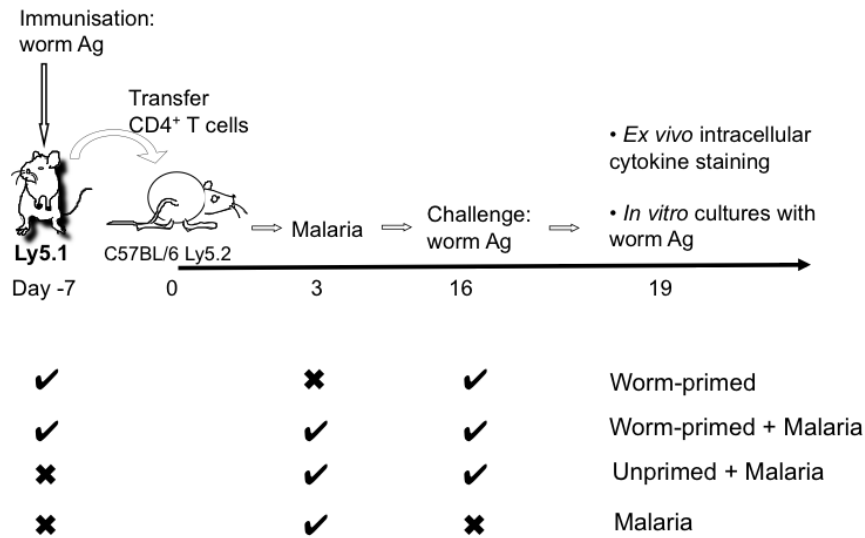 Immunisation:
worm Ag
Transfer
CD4⁺ T cells
• Ex vivo intracellular
cytokine staining
• In vitro cultures with
worm Ag
Malaria
Challenge:
worm Ag
Ly5.1
C57BL/6 Ly5.2
Day -7 0 3 16 19
✔ ✖ ✔ Worm-primed
✔ ✔ ✔ Worm-primed + Malaria
✖ ✔ ✔ Unprimed + Malaria
✖ ✔ ✖ Malaria